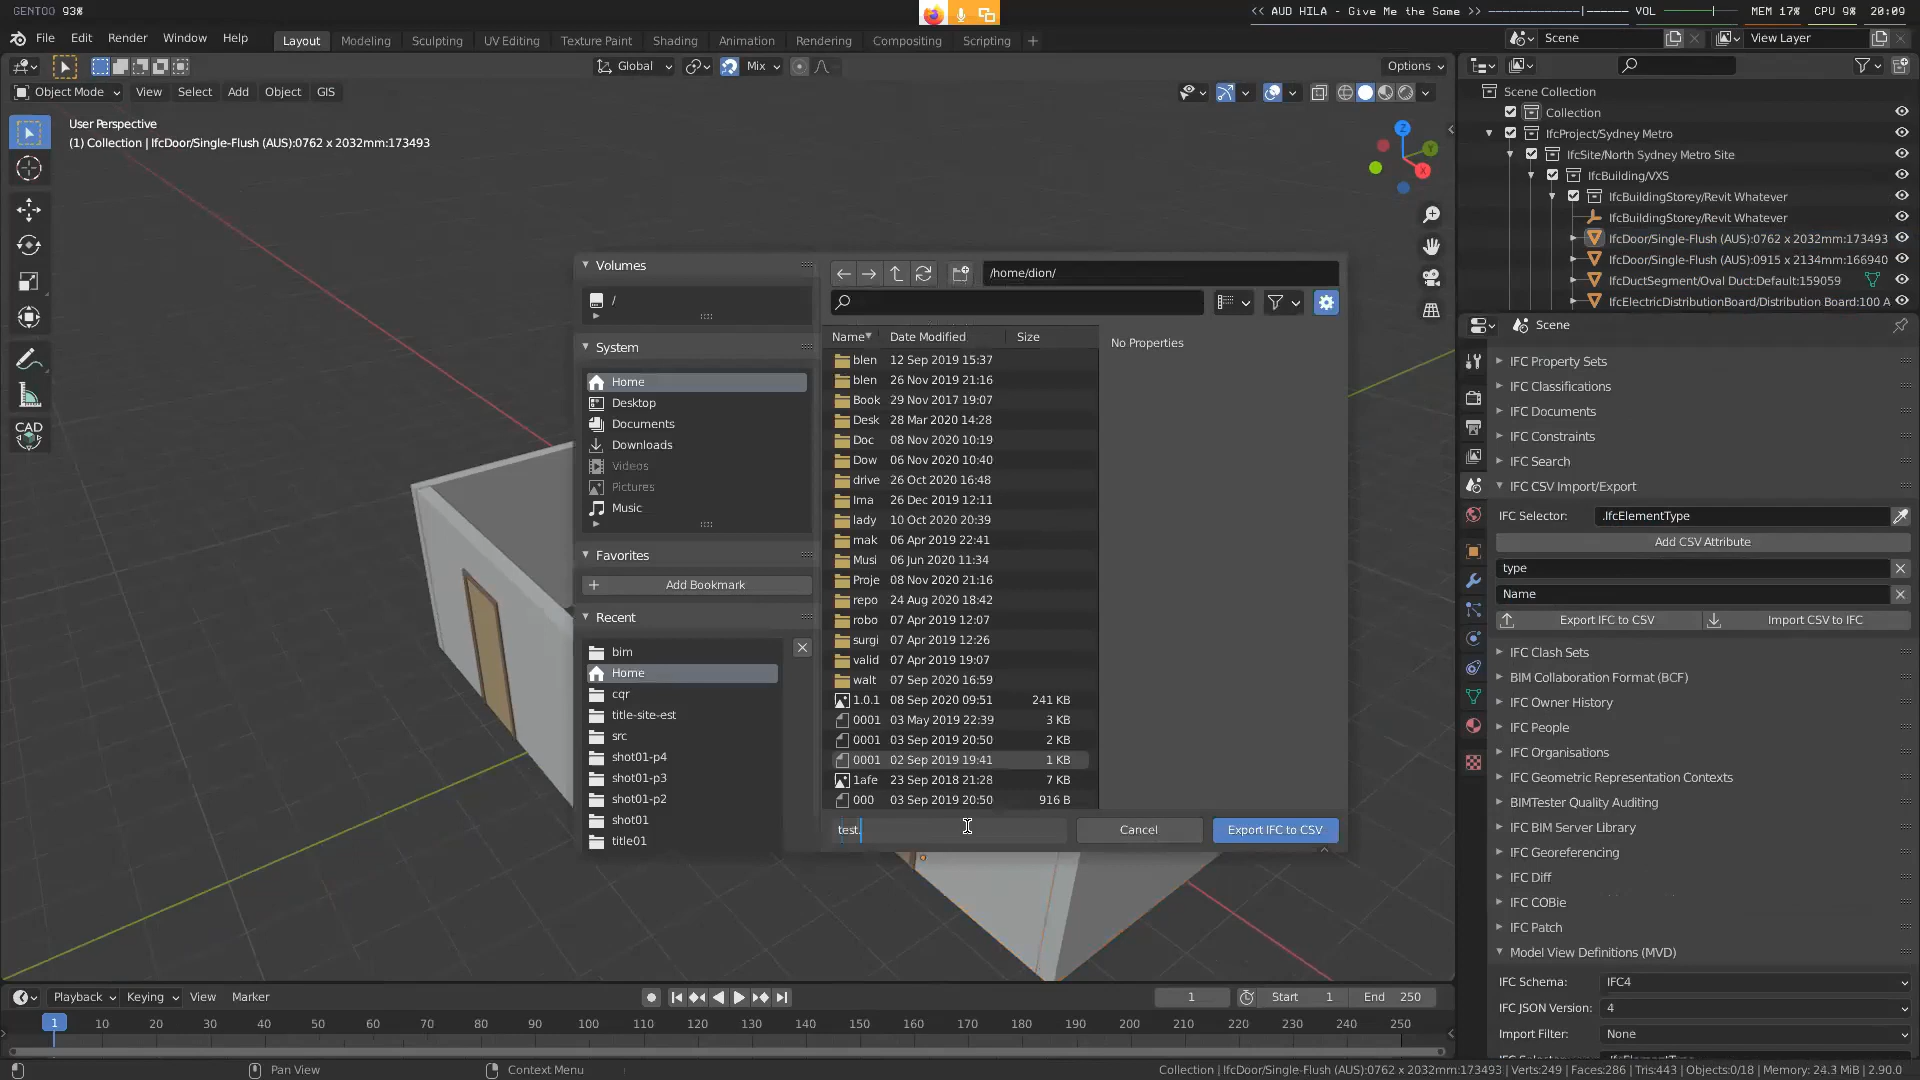 GENTOO 93%
<< AUD HILA - Give Me the Same >> VOL MEM 17% CPU 9% 20:09
File Edit Render Window Help Layout Modeling Sculpting UV Editing Texture Paint Shading Animation Rendering Compositing Scripting +
Scene View Layer
Global Mix Options
Object Mode View Select Add Object GIS
User Perspective
(1) Collection | IfcDoor/Single-Flush (AUS):0762 x 2032mm:173493
Z
Y
X
CAD
Scene Collection
Collection
IfcProject/Sydney Metro
IfcSite/North Sydney Metro Site
IfcBuilding/VXS
IfcBuildingStorey/Revit Whatever
IfcBuildingStorey/Revit Whatever
IfcDoor/Single-Flush (AUS):0762 x 2032mm:173493
IfcDoor/Single-Flush (AUS):0915 x 2134mm:166940
IfcDuctSegment/Oval Duct:Default:159059
IfcElectricDistributionBoard/Distribution Board:100 A
Volumes
/
System
Home
Desktop
Documents
Downloads
Videos
Pictures
Music
Favorites
+ Add Bookmark
Recent
bim
Home
cqr
title-site-est
src
shot01-p4
shot01-p3
shot01-p2
shot01
title01
/home/dion/
Name Date Modified Size
blen 12 Sep 2019 15:37
blen 26 Nov 2019 21:16
Book 29 Nov 2017 19:07
Desk 28 Mar 2020 14:28
Doc 08 Nov 2020 10:19
Dow 06 Nov 2020 10:40
drive 26 Oct 2020 16:48
Ima 26 Dec 2019 12:11
lady 10 Oct 2020 20:39
mak 06 Apr 2019 22:41
Musi 06 Jun 2020 11:34
Proje 08 Nov 2020 21:16
repo 24 Aug 2020 18:42
robo 07 Apr 2019 12:07
surgi 07 Apr 2019 12:26
valid 07 Apr 2019 19:07
walt 07 Sep 2020 16:59
1.0.1 08 Sep 2020 09:51 241 KB
0001 03 May 2019 22:39 3 KB
0001 03 Sep 2019 20:50 2 KB
0001 02 Sep 2019 19:41 1 KB
1afe 23 Sep 2018 21:28 7 KB
000 03 Sep 2019 20:50 916 B
No Properties
test. Cancel Export IFC to CSV
Scene
IFC Property Sets
IFC Classifications
IFC Documents
IFC Constraints
IFC Search
IFC CSV Import/Export
IFC Selector: .IfcElementType
Add CSV Attribute
type
Name
Export IFC to CSV Import CSV to IFC
IFC Clash Sets
BIM Collaboration Format (BCF)
IFC Owner History
IFC People
IFC Organisations
IFC Geometric Representation Contexts
BIMTester Quality Auditing
IFC BIM Server Library
IFC Georeferencing
IFC Diff
IFC COBie
IFC Patch
Model View Definitions (MVD)
IFC Schema: IFC4
IFC JSON Version: 4
Import Filter: None
Playback Keying View Marker 1 Start 1 End 250
1 10 20 30 40 50 60 70 80 90 100 110 120 130 140 150 160 170 180 190 200 210 220 230 240 250
Pan View Context Menu
Collection | IfcDoor/Single-Flush (AUS):0762 x 2032mm:173493 | Verts:249 | Faces:286 | Tris:443 | Objects:0/18 | Memory: 24.3 MiB | 2.90.0